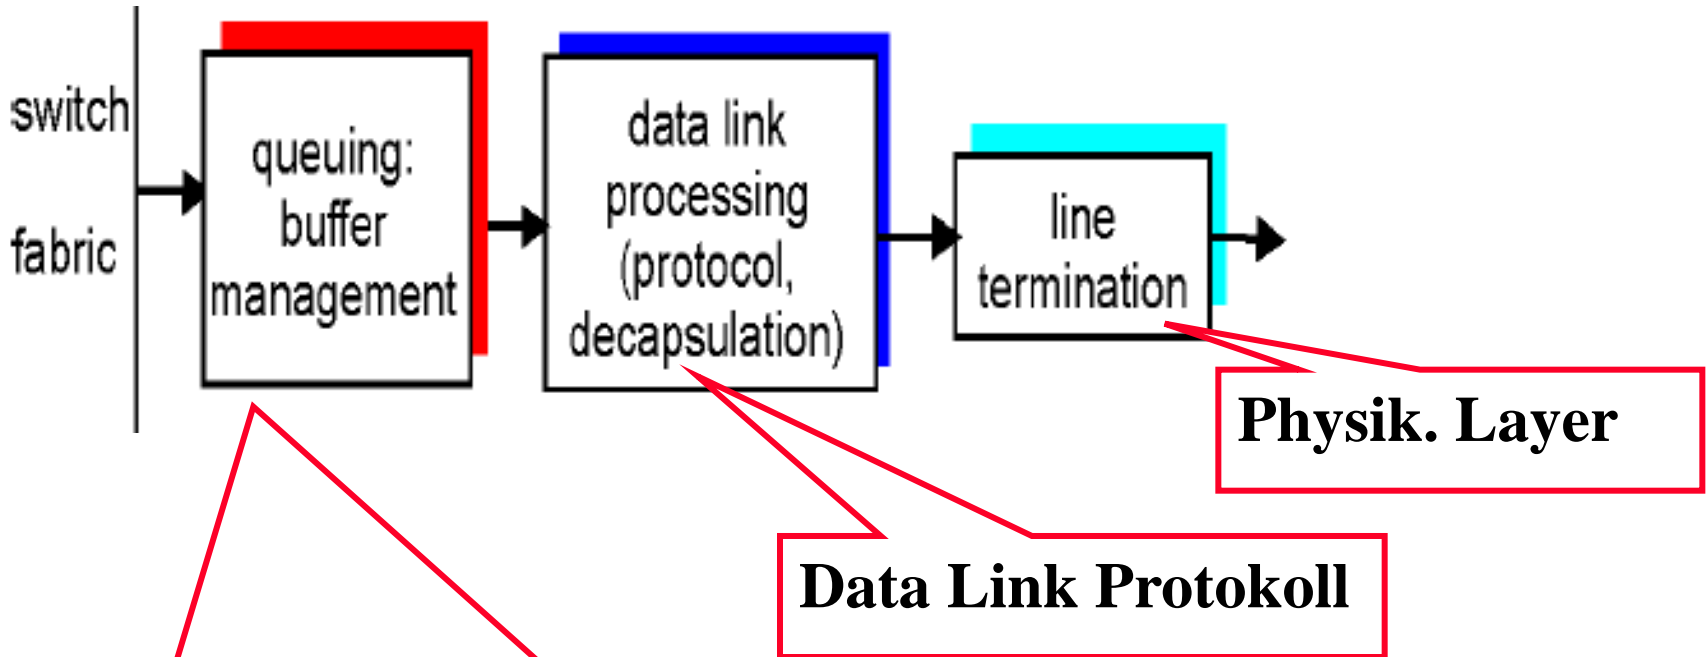 switch
fabric
queuing:
buffer
management
data link
processing
(protocol,
decapsulation)
line
termination
Physik. Layer
Data Link Protokoll